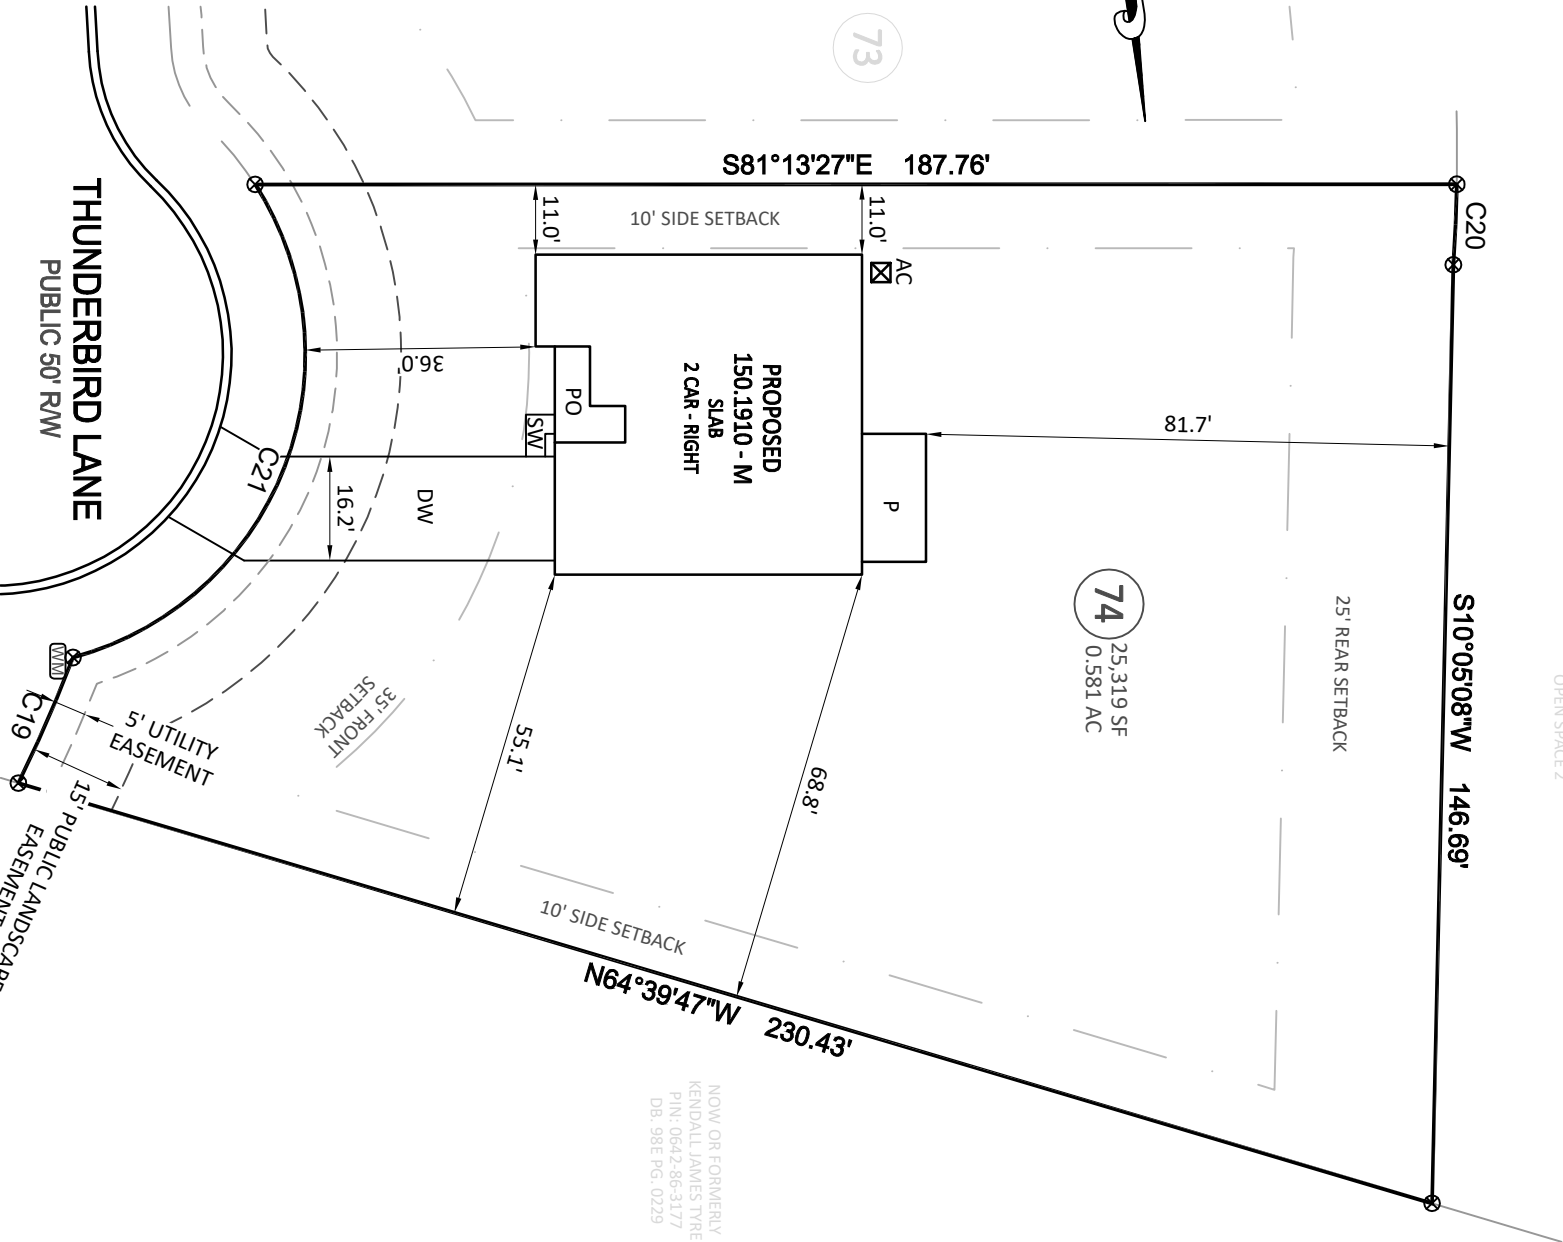 73
S81°13'27"E 187.76'
C20
11.0'
10' SIDE SETBACK
11.0'
AC
THUNDERBIRD LANE
PUBLIC 50' R/W
36.0'
PO
SW
PROPOSED
150.1910 - M
SLAB
2 CAR - RIGHT
81.7'
P
C21
16.2'
DW
74
25,319 SF
0.581 AC
25' REAR SETBACK
S10°05'08"W 146.69'
OPEN SPACE 2
WM
C19
5' UTILITY
EASEMENT
35' FRONT
SETBACK
55.1'
68.8'
15' PUBLIC LANDSCAPE
EASEMENT
10' SIDE SETBACK
N64°39'47"W 230.43'
NOW OR FORMERLY
KENDALL JAMES TYRE
PIN: 0642-86-3177
DB. 98E PG. 0229